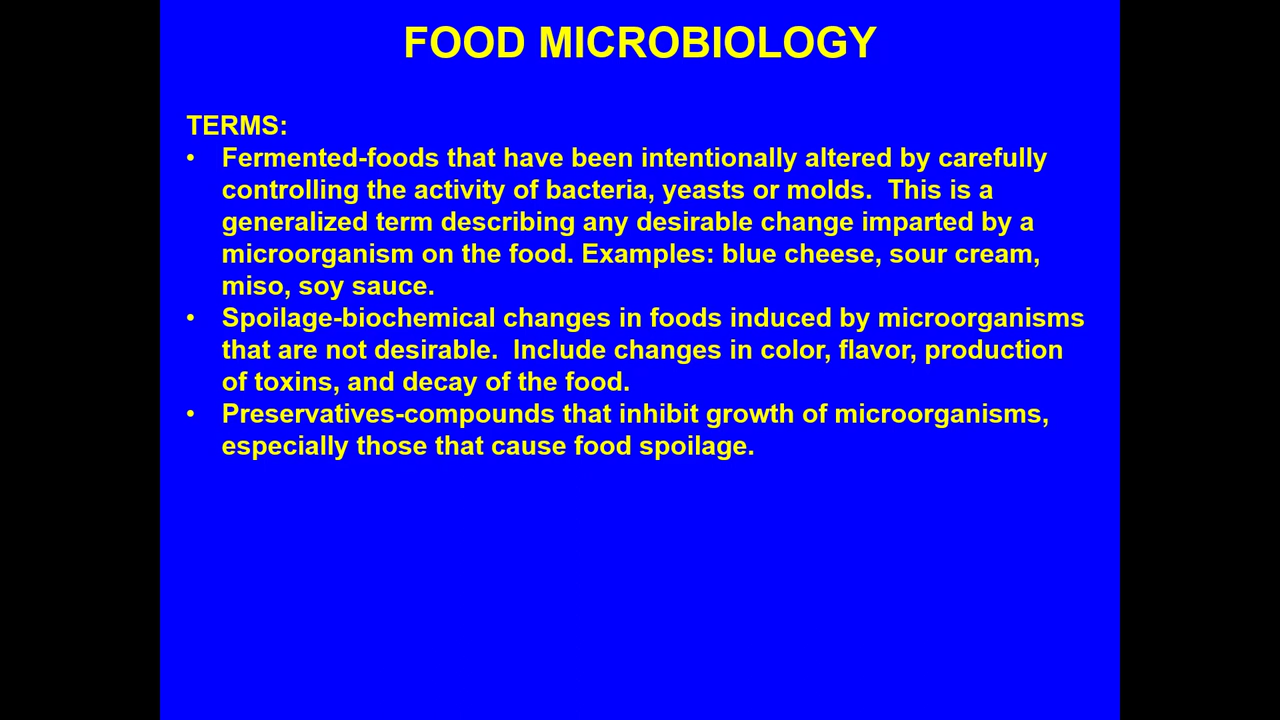 FOOD MICROBIOLOGY
TERMS:
• Fermented-foods that have been intentionally altered by carefully
controlling the activity of bacteria, yeasts or molds.  This is a
generalized term describing any desirable change imparted by a
microorganism on the food. Examples: blue cheese, sour cream,
miso, soy sauce.
• Spoilage-biochemical changes in foods induced by microorganisms
that are not desirable.  Include changes in color, flavor, production
of toxins, and decay of the food.
• Preservatives-compounds that inhibit growth of microorganisms,
especially those that cause food spoilage.